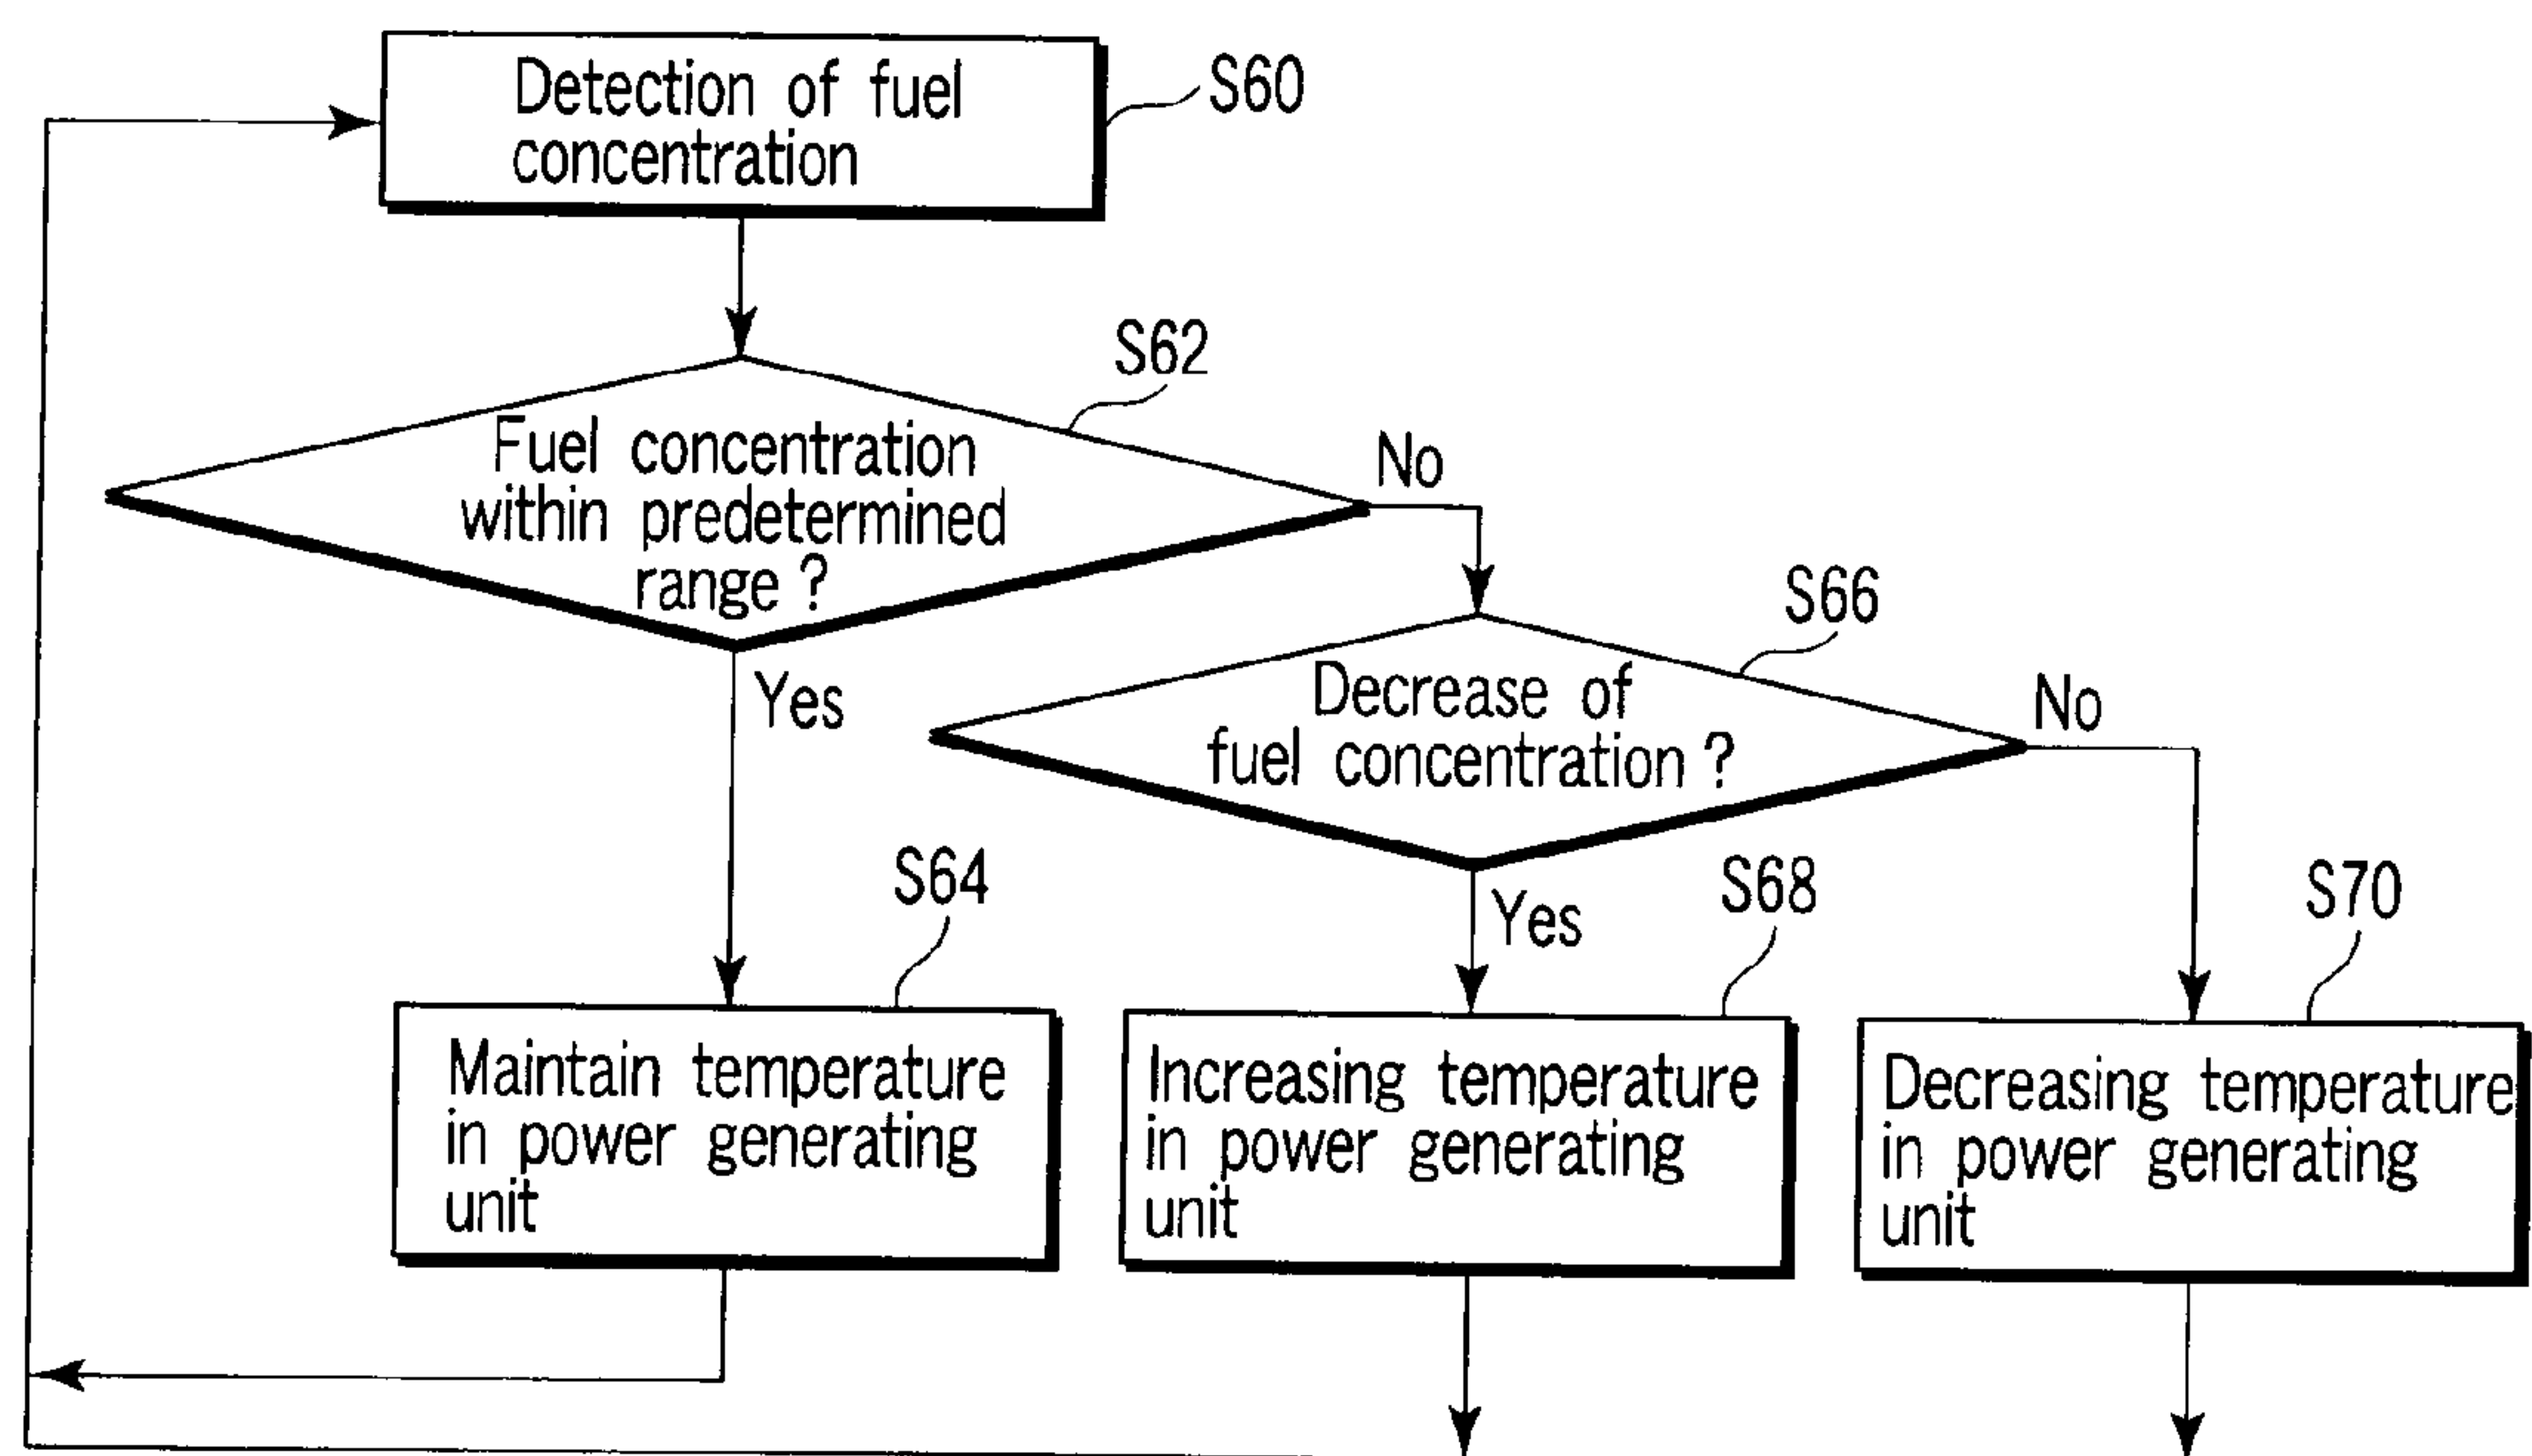 Detection of fuel
concentration
S60
S62
Fuel concentration
within predetermined
range ?
No
Yes
S66
Decrease of
fuel concentration ?
No
Yes
S64
Maintain temperature
in power generating
unit
S68
Increasing temperature
in power generating
unit
S70
Decreasing temperature
in power generating
unit